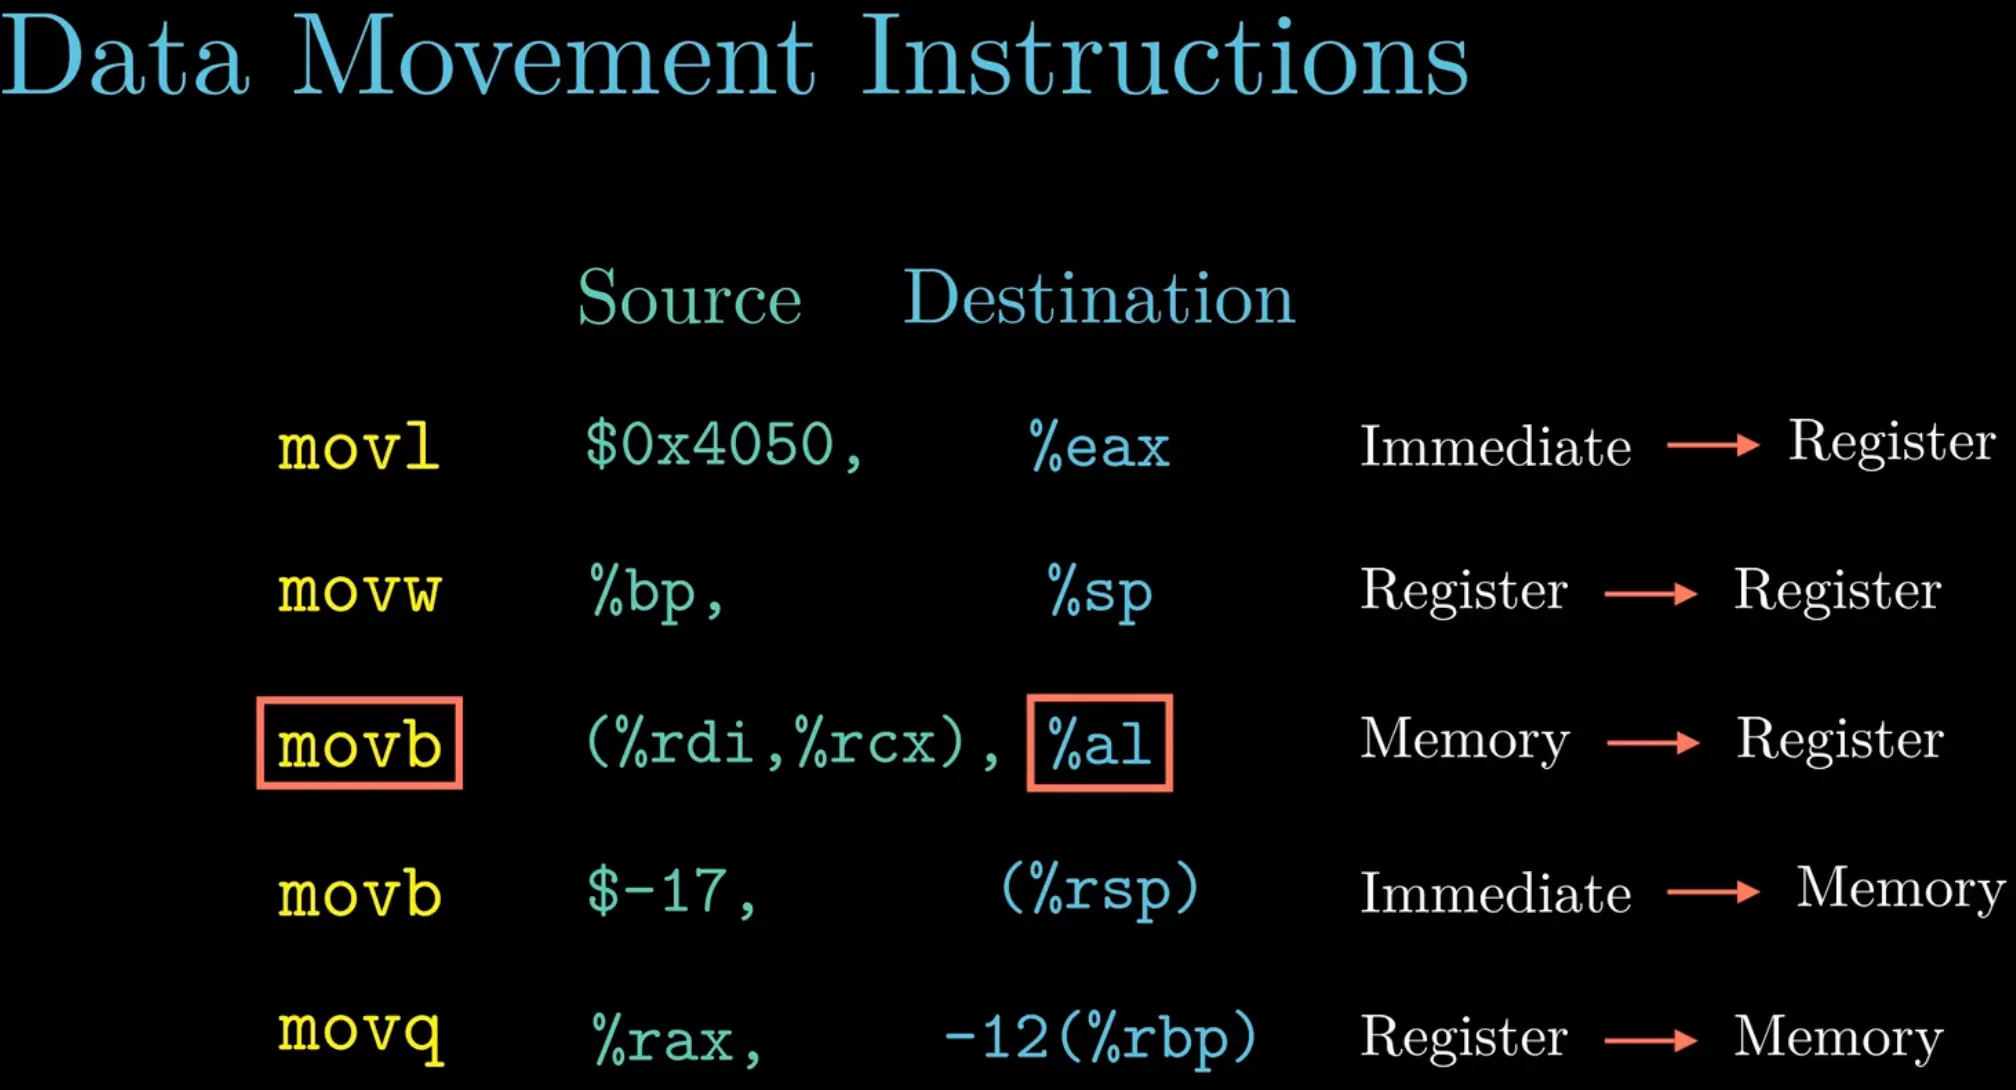 Data Movement Instructions
Source Destination
movl $0x4050, %eax Immediate → Register
movw %bp, %sp Register → Register
movb (%rdi,%rcx), %al Memory → Register
movb $-17, (%rsp) Immediate → Memory
movq %rax, -12(%rbp) Register → Memory